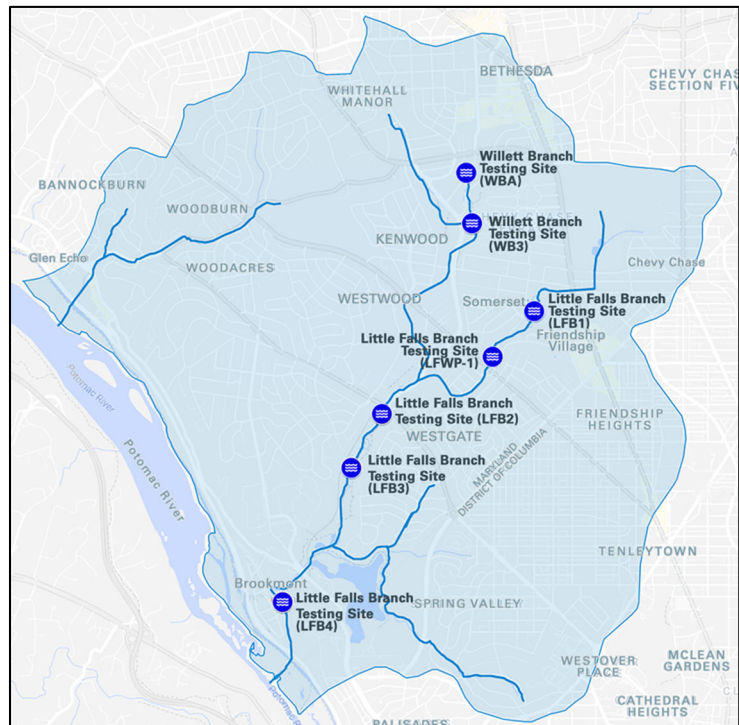 BETHESDA
CHEVY CHASE
SECTION FIV
WHITEHALL
MANOR
Willett Branch
Testing Site
(WBA)
BANNOCKBURN
WOODBURN
Willett Branch
Testing Site
(WB3)
KENWOOD
Glen Echo
WOODACRES
Chevy Chase
WESTWOOD
Somerset
Little Falls Branch
Testing Site
(LFB1)
Friendship
Village
Little Falls Branch
Testing Site
(LFWP-1)
Potomac River
Little Falls Branch
Testing Site (LFB2)
FRIENDSHIP
HEIGHTS
WESTGATE
MARYLAND
DISTRICT OF COLUMBIA
Potomac River
Little Falls Branch
Testing Site
(LFB3)
TENLEYTOWN
Brookmont
Little Falls Branch
Testing Site
(LFB4)
SPRING VALLEY
WESTOVER
PLACE
MCLEAN
GARDENS
CATHEDRAL
HEIGHTS
PALISADES